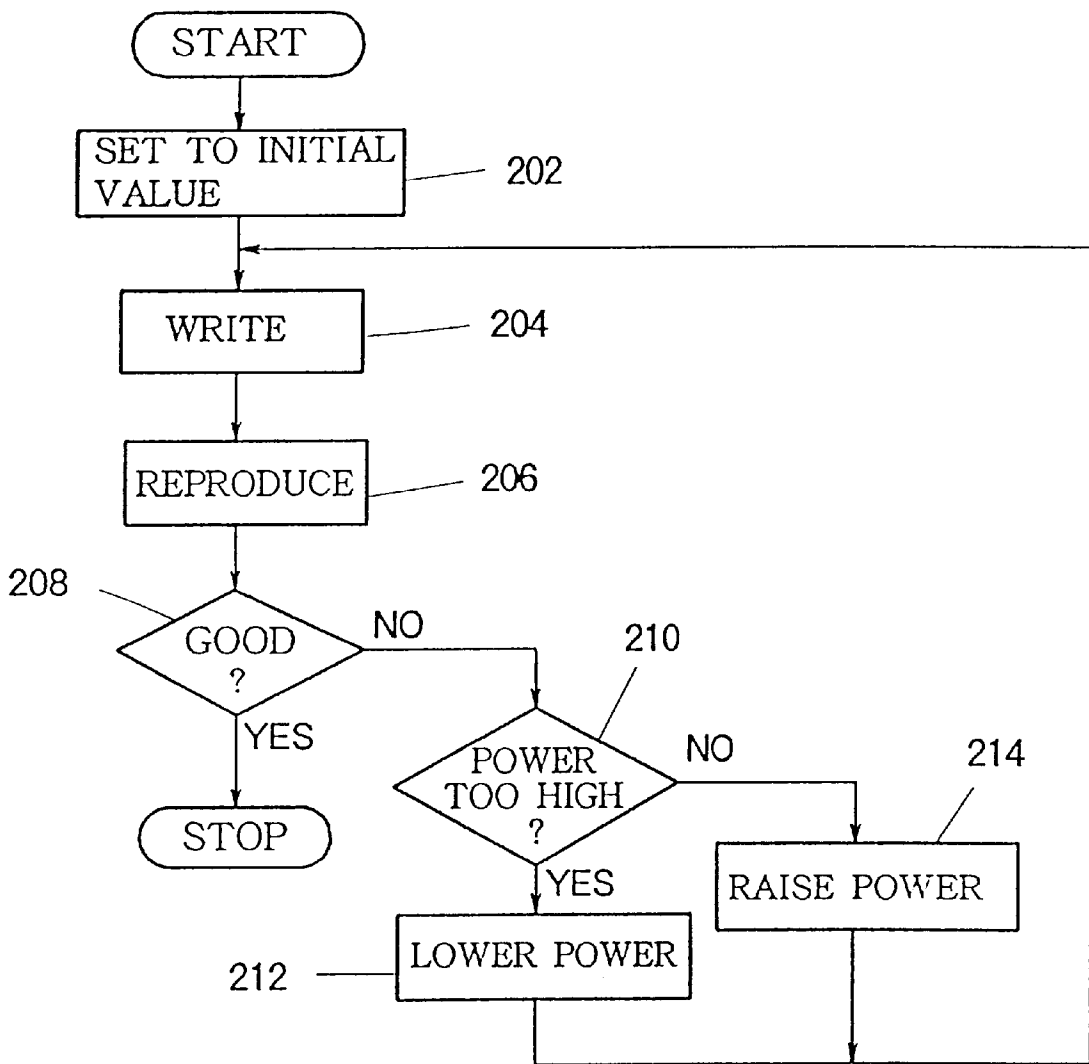 START
SET TO INITIAL
VALUE
202
WRITE
204
REPRODUCE
206
208
GOOD
?
NO
YES
STOP
210
POWER
TOO HIGH
?
NO
YES
214
RAISE POWER
LOWER POWER
212